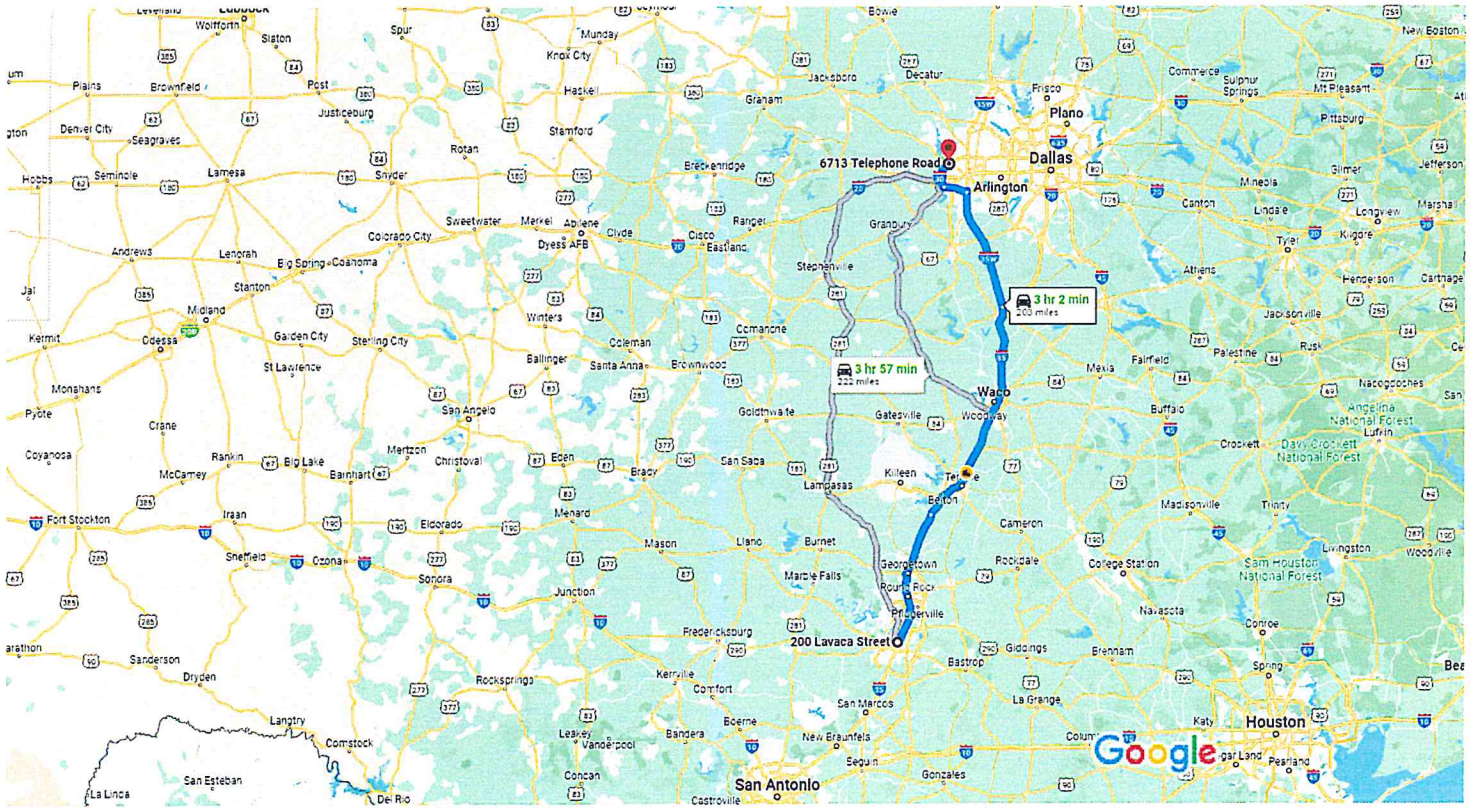 Lubbock
Levelland
Wolfforth
Slaton
Spur
Munday
Knox City
Bowie
New Boston
Plains
Brownfield
Post
Haskell
Jacksboro
Decatur
Frisco
Commerce
Sulphur
Springs
Mt Pleasant
Graham
Plano
Pittsburg
Justiceburg
Denver City
Seagraves
Stamford
Rotan
Breckenridge
6713 Telephone Road
Dallas
Gilmer
Jefferson
Hobbs
Seminole
Lamesa
Snyder
Arlington
Mineola
Canton
Lindale
Longview
Marshall
Sweetwater
Merkel
Abilene
Clyde
Cisco
Ranger
Granbury
Colorado City
Dyess AFB
Eastland
Tyler
Kilgore
Andrews
Lenorah
Big Spring
Coahoma
Stephenville
Athens
Henderson
Carthage
Jal
Stanton
Midland
3 hr 2 min
203 miles
Jacksonville
Winters
Kermit
Odessa
Garden City
Sterling City
Comanche
Coleman
Rusk
Palestine
Fairfield
Ballinger
Santa Anna
Brownwood
3 hr 57 min
222 miles
Mexia
St Lawrence
Monahans
Waco
Nacogdoches
Pyote
San Angelo
Goldthwaite
Gatesville
Woodway
Buffalo
Angelina
National Forest
Lufkin
Crane
Crockett
Davy Crockett
National Forest
Coyanosa
Rankin
Big Lake
Barnhart
Mertzon
Christoval
Eden
Brady
San Saba
Killeen
McCamey
Lampasas
Belton
Madisonville
Trinity
Fort Stockton
Iraan
Eldorado
Menard
Cameron
Mason
Llano
Burnet
Livingston
Woodville
Sheffield
Ozona
Rockdale
College Station
Sam Houston
National Forest
Georgetown
Sonora
Marble Falls
Round Rock
Junction
Pflugerville
Navasota
Conroe
Fredericksburg
200 Lavaca Street
Sanderson
Giddings
Brenham
Bastrop
Spring
Dryden
Rocksprings
Kerrville
Comfort
La Grange
San Marcos
Langtry
Katy
Houston
Comstock
Leakey
Vanderpool
Bandera
Boerne
New Braunfels
Google
gar Land
Pearland
Seguin
San Esteban
La Linda
Concan
San Antonio
Gonzales
Del Rio
Castroville